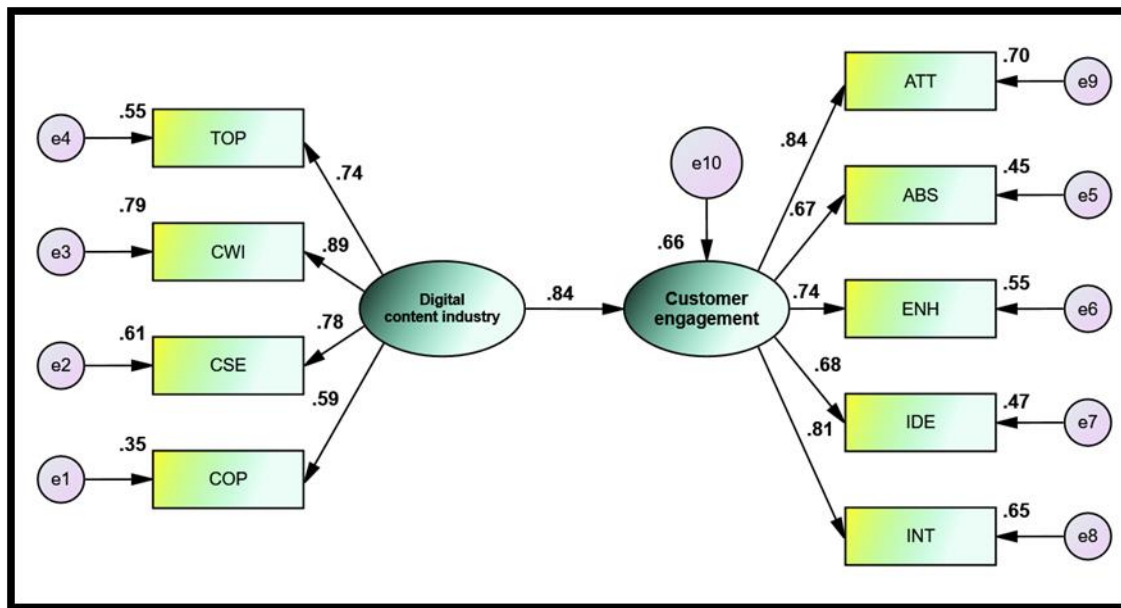 .55
e4
TOP
.74
.79
e3
CWI
.89
.61
e2
CSE
.78
.35
e1
COP
.59
Digital
content industry
.84
e10
.66
Customer
engagement
.84
.70
ATT
e9
.67
.45
ABS
e5
.74
.55
ENH
e6
.68
.47
IDE
e7
.81
.65
INT
e8